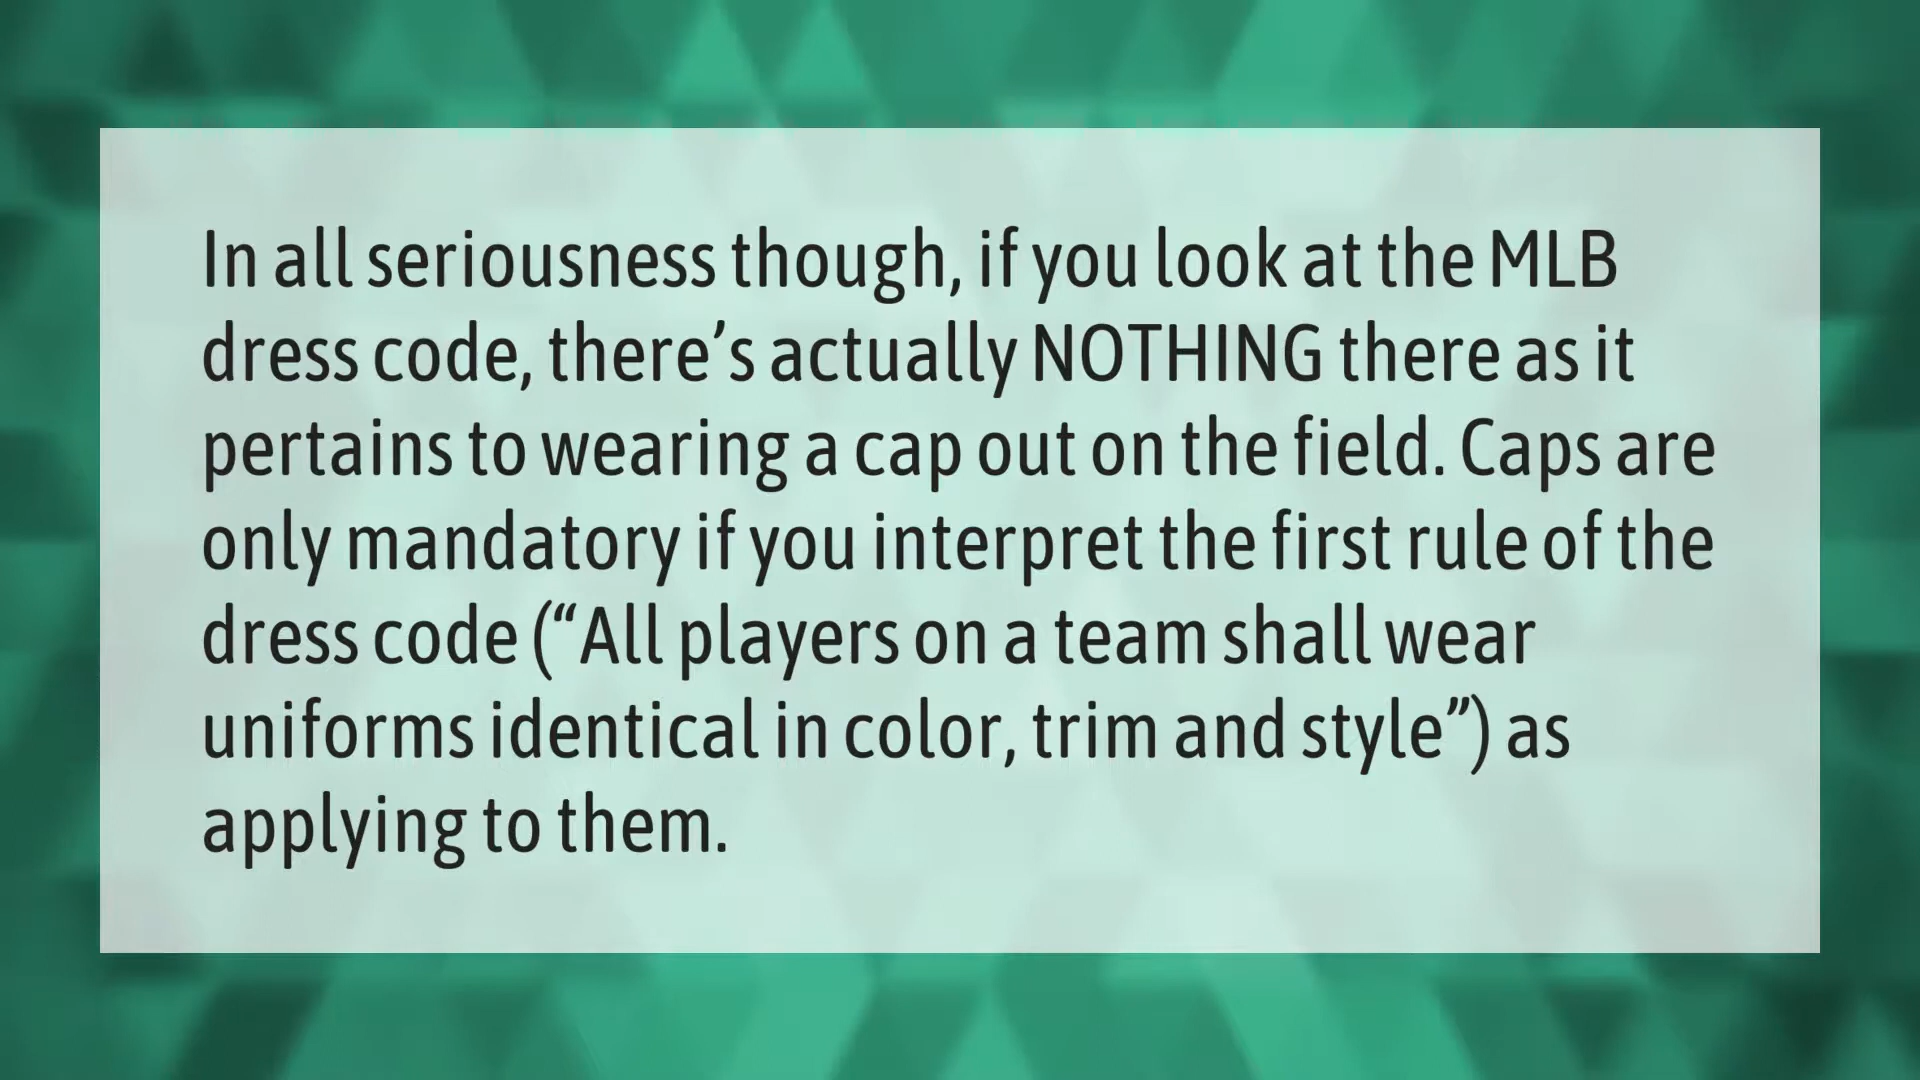 In all seriousness though, if you look at the MLB
dress code, there’s actually NOTHING there as it
pertains to wearing a cap out on the field. Caps are
only mandatory if you interpret the first rule of the
dress code (“All players on a team shall wear
uniforms identical in color, trim and style”) as
applying to them.